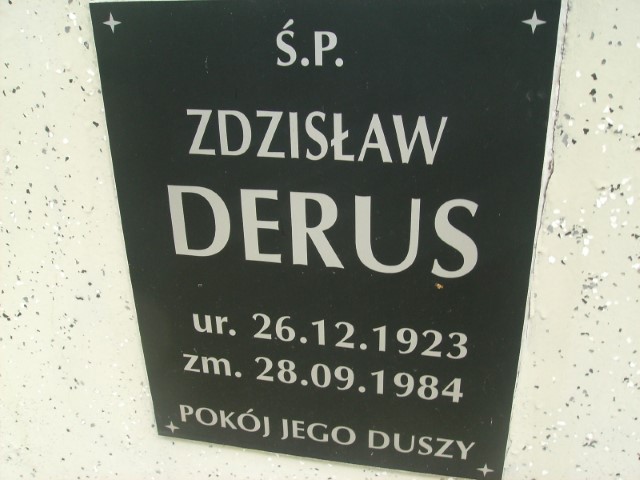 Ś.P.
ZDZISŁAW
DERUS
ur. 26.12.1923
zm. 28.09.1984
POKÓJ JEGO DUSZY